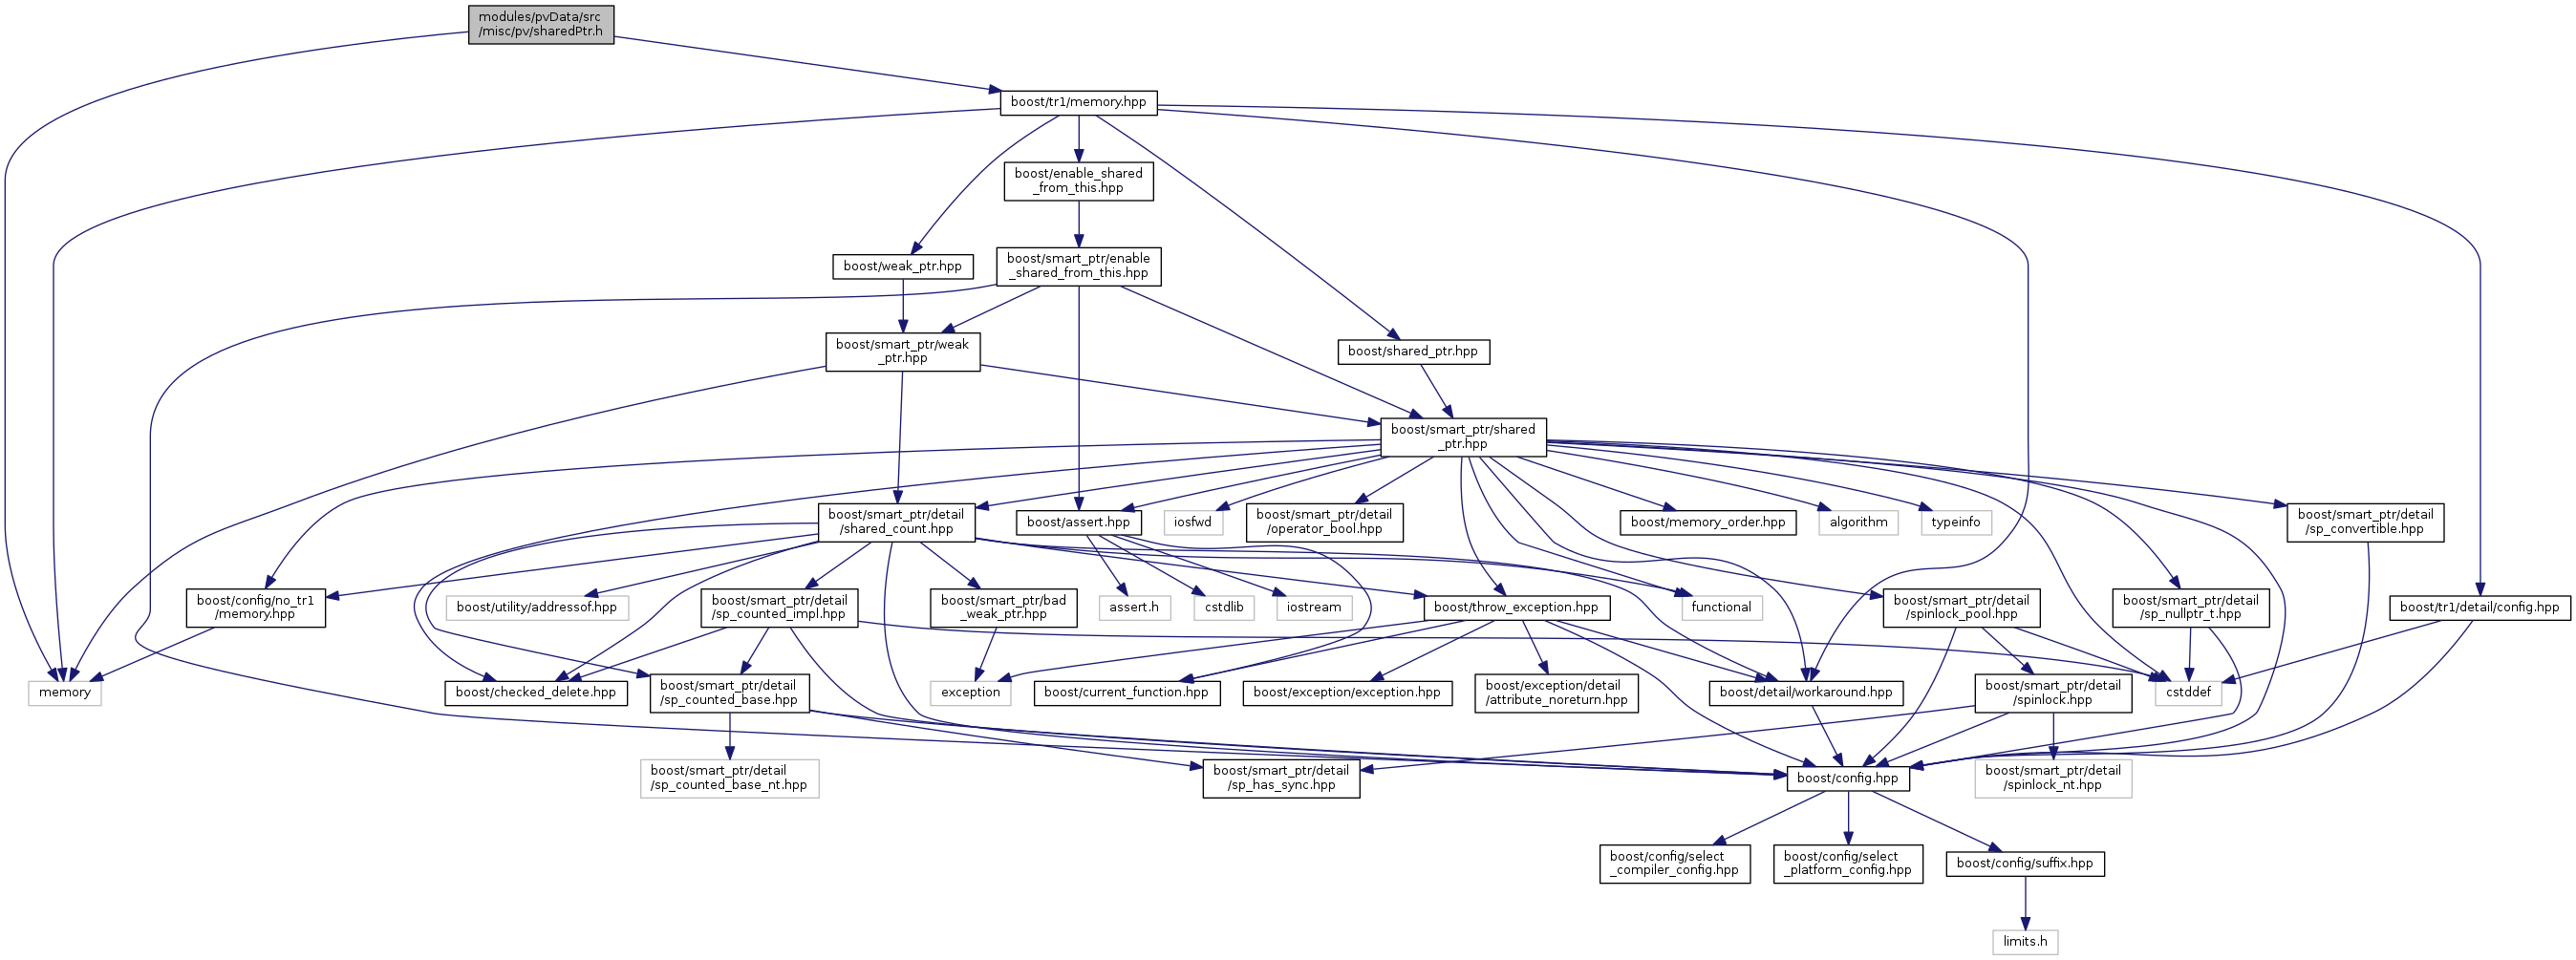 modules/pvData/src
/misc/pv/sharedPtr.h
boost/tr1/memory.hpp
boost/enable_shared
_from_this.hpp
boost/weak_ptr.hpp
boost/smart_ptr/enable
_shared_from_this.hpp
boost/smart_ptr/weak
_ptr.hpp
boost/shared_ptr.hpp
boost/smart_ptr/shared
_ptr.hpp
boost/smart_ptr/detail
/shared_count.hpp
boost/assert.hpp
iosfwd
boost/smart_ptr/detail
/operator_bool.hpp
boost/memory_order.hpp
algorithm
typeinfo
boost/smart_ptr/detail
/sp_convertible.hpp
boost/config/no_tr1
/memory.hpp
boost/utility/addressof.hpp
boost/smart_ptr/detail
/sp_counted_impl.hpp
boost/smart_ptr/bad
_weak_ptr.hpp
assert.h
cstdlib
iostream
boost/throw_exception.hpp
functional
boost/smart_ptr/detail
/spinlock_pool.hpp
boost/smart_ptr/detail
/sp_nullptr_t.hpp
boost/tr1/detail/config.hpp
memory
boost/checked_delete.hpp
boost/smart_ptr/detail
/sp_counted_base.hpp
exception
boost/current_function.hpp
boost/exception/exception.hpp
boost/exception/detail
/attribute_noreturn.hpp
boost/detail/workaround.hpp
boost/smart_ptr/detail
/spinlock.hpp
cstddef
boost/smart_ptr/detail
/sp_counted_base_nt.hpp
boost/smart_ptr/detail
/sp_has_sync.hpp
boost/config.hpp
boost/smart_ptr/detail
/spinlock_nt.hpp
boost/config/select
_compiler_config.hpp
boost/config/select
_platform_config.hpp
boost/config/suffix.hpp
limits.h